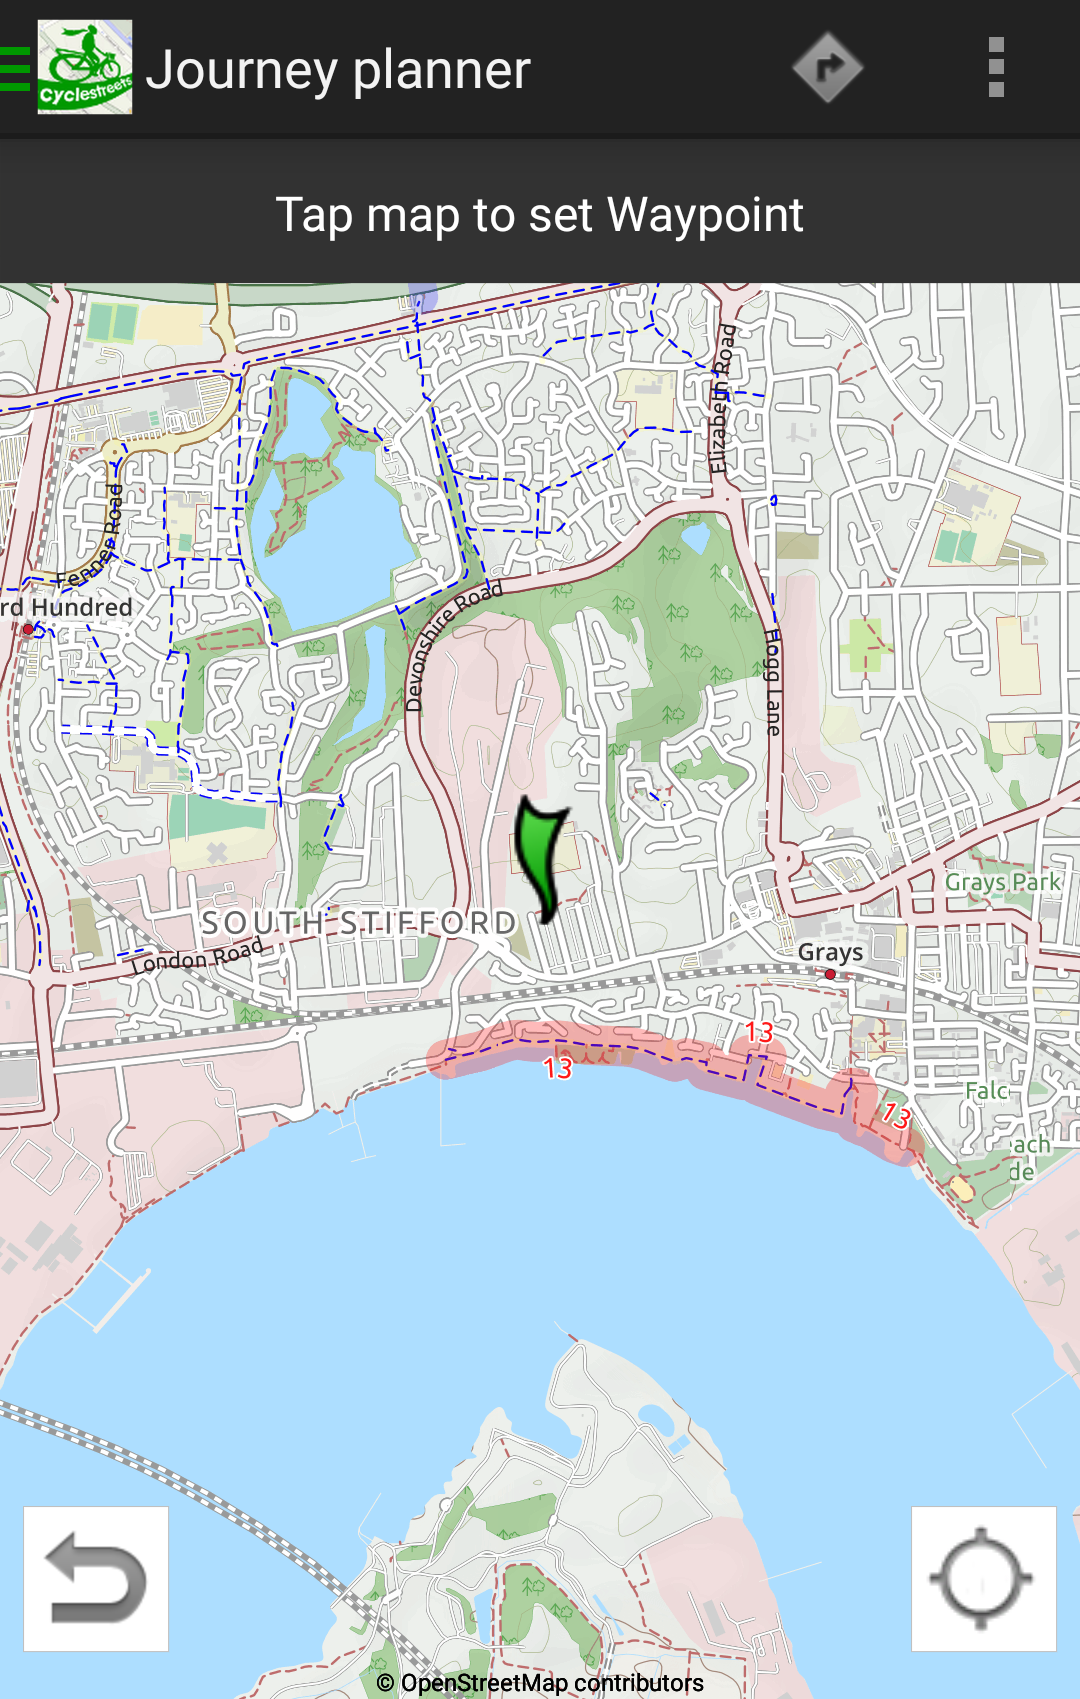 Cyclestreets
Journey planner
Tap map to set Waypoint
Elizabeth Road
Fenner Road
rd Hundred
Devonshire Road
Hogg Lane
Grays Park
SOUTH STIFFORD
London Road
Grays
13
13
13
Falc
ach
de
© OpenStreetMap contributors